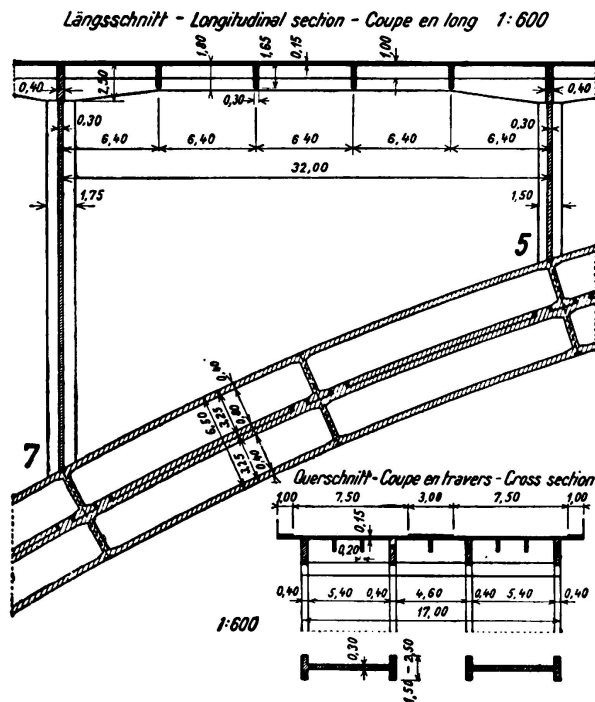 Längsschnitt - Longitudinal section - Coupe en long 1:600
1,80 1,65 0,15 1,00
0,40 2,50 0,30 0,40
0,30 0,30
6,40 6,40 6,40 6,40 6,40
32,00
1,75 1,50
5
0,40
6,50 3,25 0,80
3,25 0,40
7
Querschnitt-Coupe en travers-Cross section
1,00 7,50 3,00 7,50 1,00
0,15
0,20
0,40 5,40 0,40 4,60 0,40 5,40 0,40
17,00
1:600
0,30
1,50 - 2,50